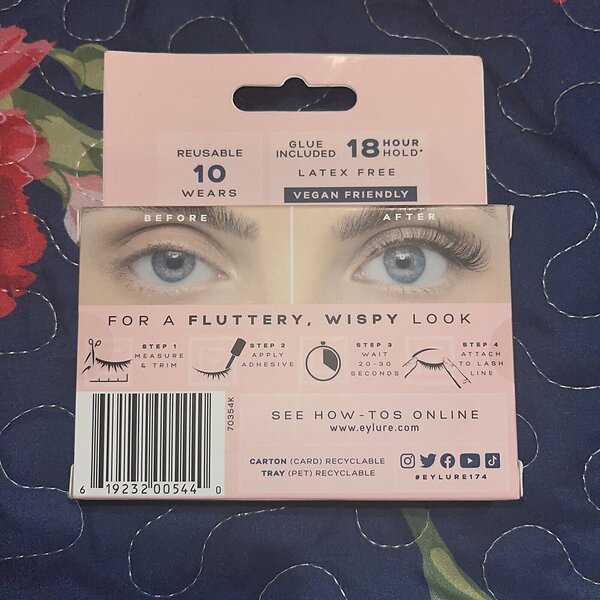 REUSABLE
10
WEARS
GLUE
INCLUDED
18 HOUR
HOLD*
LATEX FREE
VEGAN FRIENDLY
BEFORE
AFTER
FOR A FLUTTERY, WISPY LOOK
STEP 1
MEASURE
& TRIM
STEP 2
APPLY
ADHESIVE
STEP 3
WAIT
20-30
SECONDS
STEP 4
ATTACH
TO LASH
LINE
70354K
6 19232 00544 0
SEE HOW-TOS ONLINE
www.eylure.com
CARTON (CARD) RECYCLABLE
TRAY (PET) RECYCLABLE
#EYLURE174